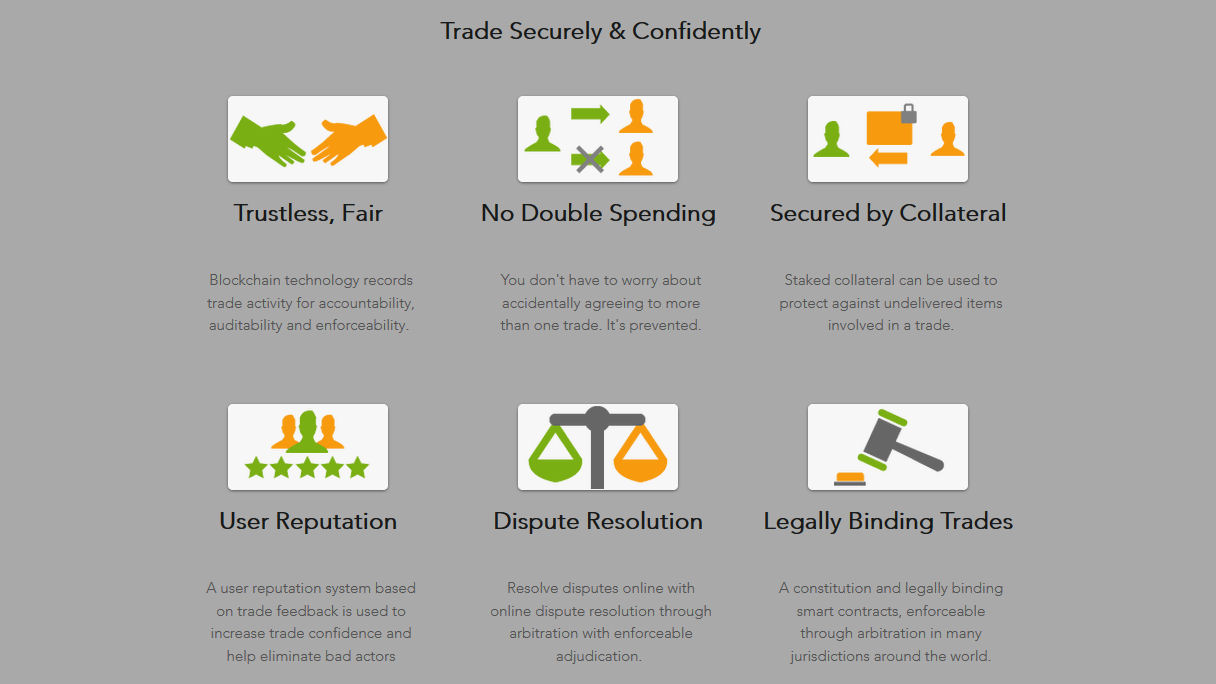 Trade Securely & Confidently
Trustless, Fair
No Double Spending
Secured by Collateral
Blockchain technology records
trade activity for accountability,
auditability and enforceability.
You don't have to worry about
accidentally agreeing to more
than one trade. It's prevented.
Staked collateral can be used to
protect against undelivered items
involved in a trade.
User Reputation
Dispute Resolution
Legally Binding Trades
A user reputation system based
on trade feedback is used to
increase trade confidence and
help eliminate bad actors
Resolve disputes online with
online dispute resolution through
arbitration with enforceable
adjudication.
A constitution and legally binding
smart contracts, enforceable
through arbitration in many
jurisdictions around the world.